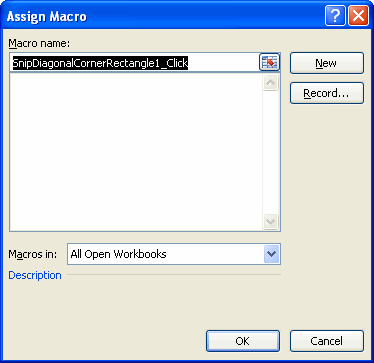 Assign Macro
Macro name:
SnipDiagonalCornerRectangle1_Click
New
Record...
Macros in:
All Open Workbooks
Description
OK
Cancel